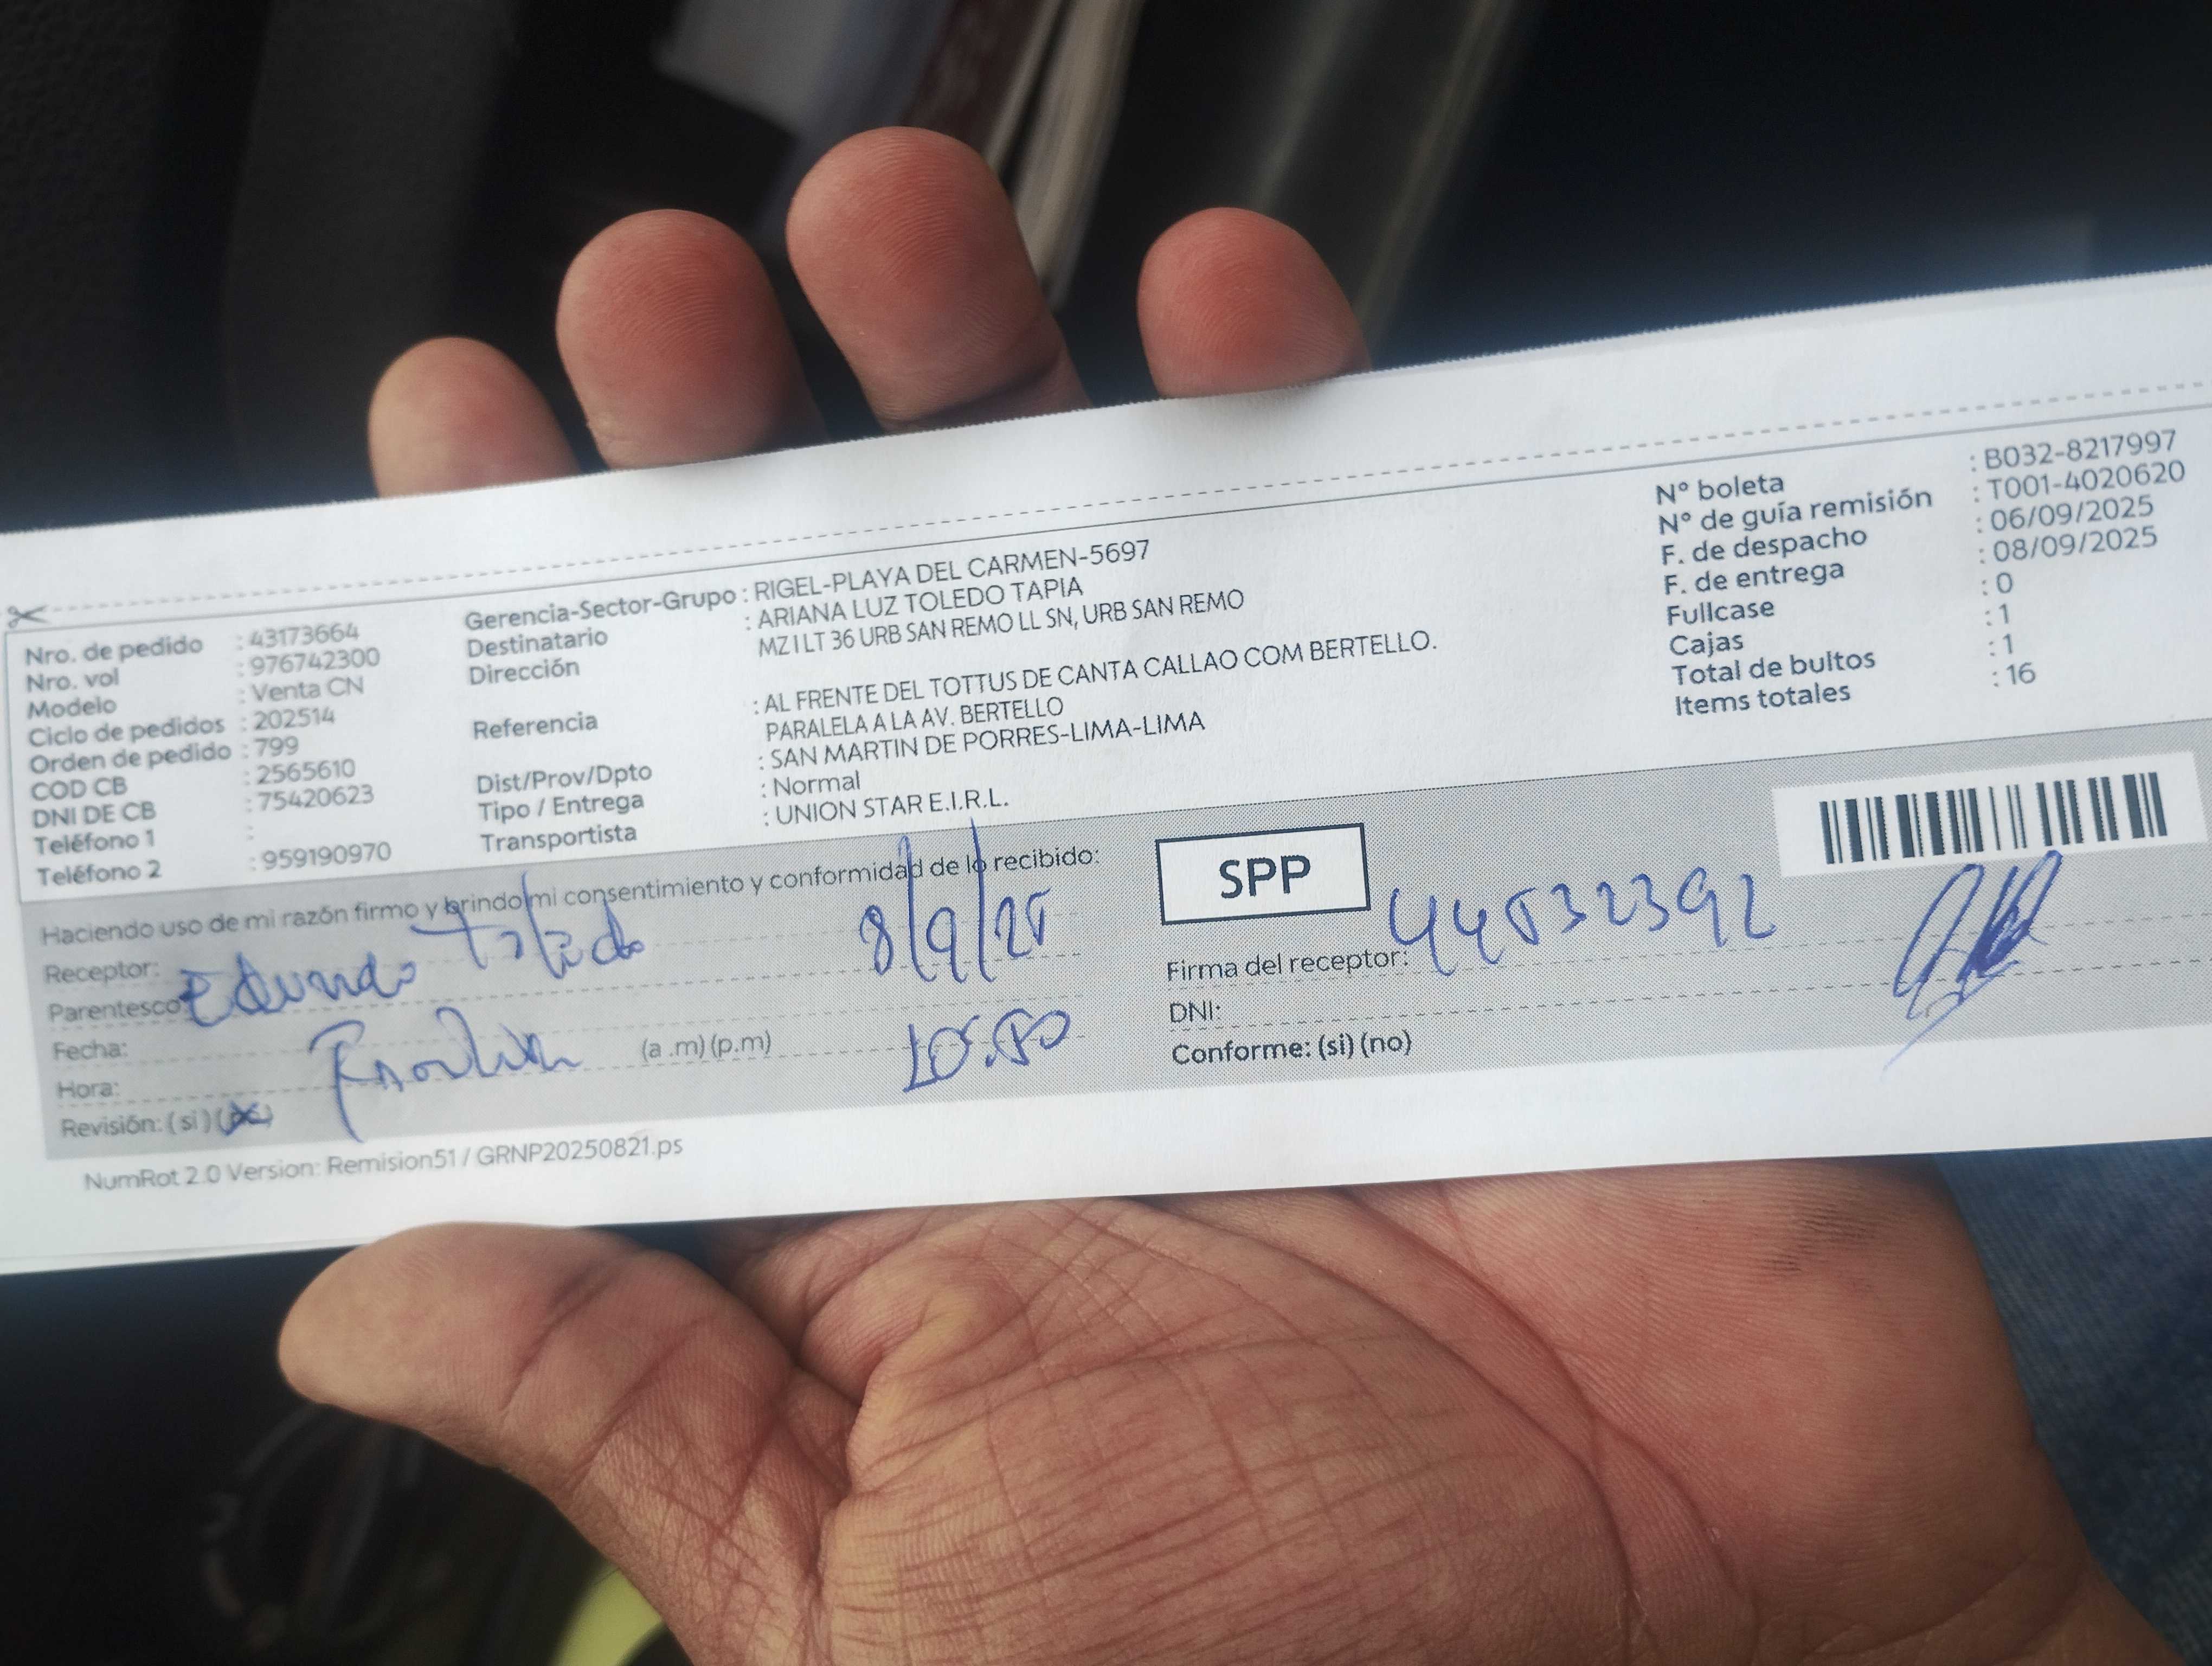 Nro. de pedido : 43173664
Nro. vol : 976742300
Modelo : Venta CN
Ciclo de pedidos : 202514
Orden de pedido : 799
COD CB : 2565610
DNI DE CB : 75420623
Teléfono 1 :
Teléfono 2 : 959190970
Gerencia-Sector-Grupo : RIGEL-PLAYA DEL CARMEN-5697
Destinatario : ARIANA LUZ TOLEDO TAPIA
Dirección MZ I LT 36 URB SAN REMO LL SN, URB SAN REMO
Referencia : AL FRENTE DEL TOTTUS DE CANTA CALLAO COM BERTELLO.
PARALELA A LA AV. BERTELLO
Dist/Prov/Dpto : SAN MARTIN DE PORRES-LIMA-LIMA
Tipo / Entrega : Normal
Transportista : UNION STAR E.I.R.L.
N° boleta : B032-8217997
N° de guía remisión : T001-4020620
F. de despacho : 06/09/2025
F. de entrega : 08/09/2025
Fullcase : 0
Cajas : 1
Total de bultos : 1
Items totales : 16
Haciendo uso de mi razón firmo y brindo mi consentimiento y conformidad de lo recibido:
Receptor: Toledo 8/9/25
Parentesco:
Fecha:
Hora: (a .m) (p.m)
Revisión: ( si ) (no)
SPP
Firma del receptor:
DNI:
Conforme: (si) (no)
NumRot 2.0 Version: Remision51 / GRNP20250821.ps